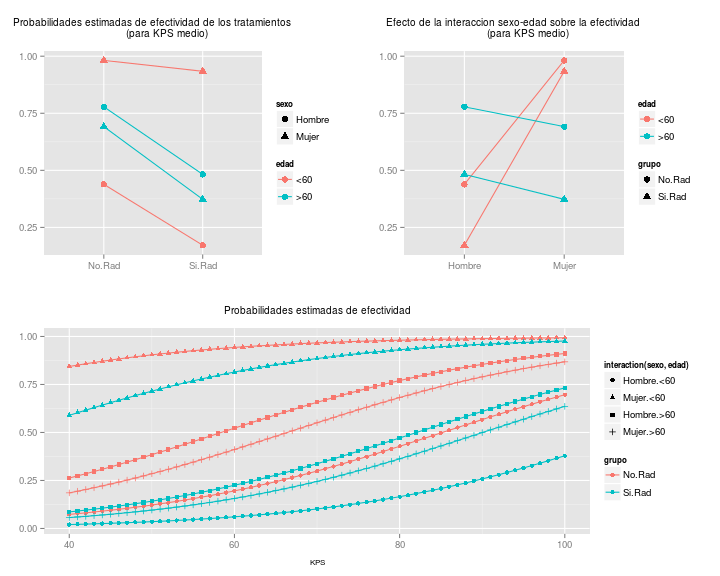 Probabilidades estimadas de efectividad de los tratamientos
(para KPS medio)
1.00
0.75
0.50
0.25
No.Rad
Si.Rad
sexo
Hombre
Mujer
edad
<60
>60
Efecto de la interaccion sexo-edad sobre la efectividad
(para KPS medio)
1.00
0.75
0.50
0.25
Hombre
Mujer
edad
<60
>60
grupo
No.Rad
Si.Rad
Probabilidades estimadas de efectividad
1.00
0.75
0.50
0.25
0.00
40
60
80
100
KPS
interaction(sexo, edad)
Hombre.<60
Mujer.<60
Hombre.>60
Mujer.>60
grupo
No.Rad
Si.Rad